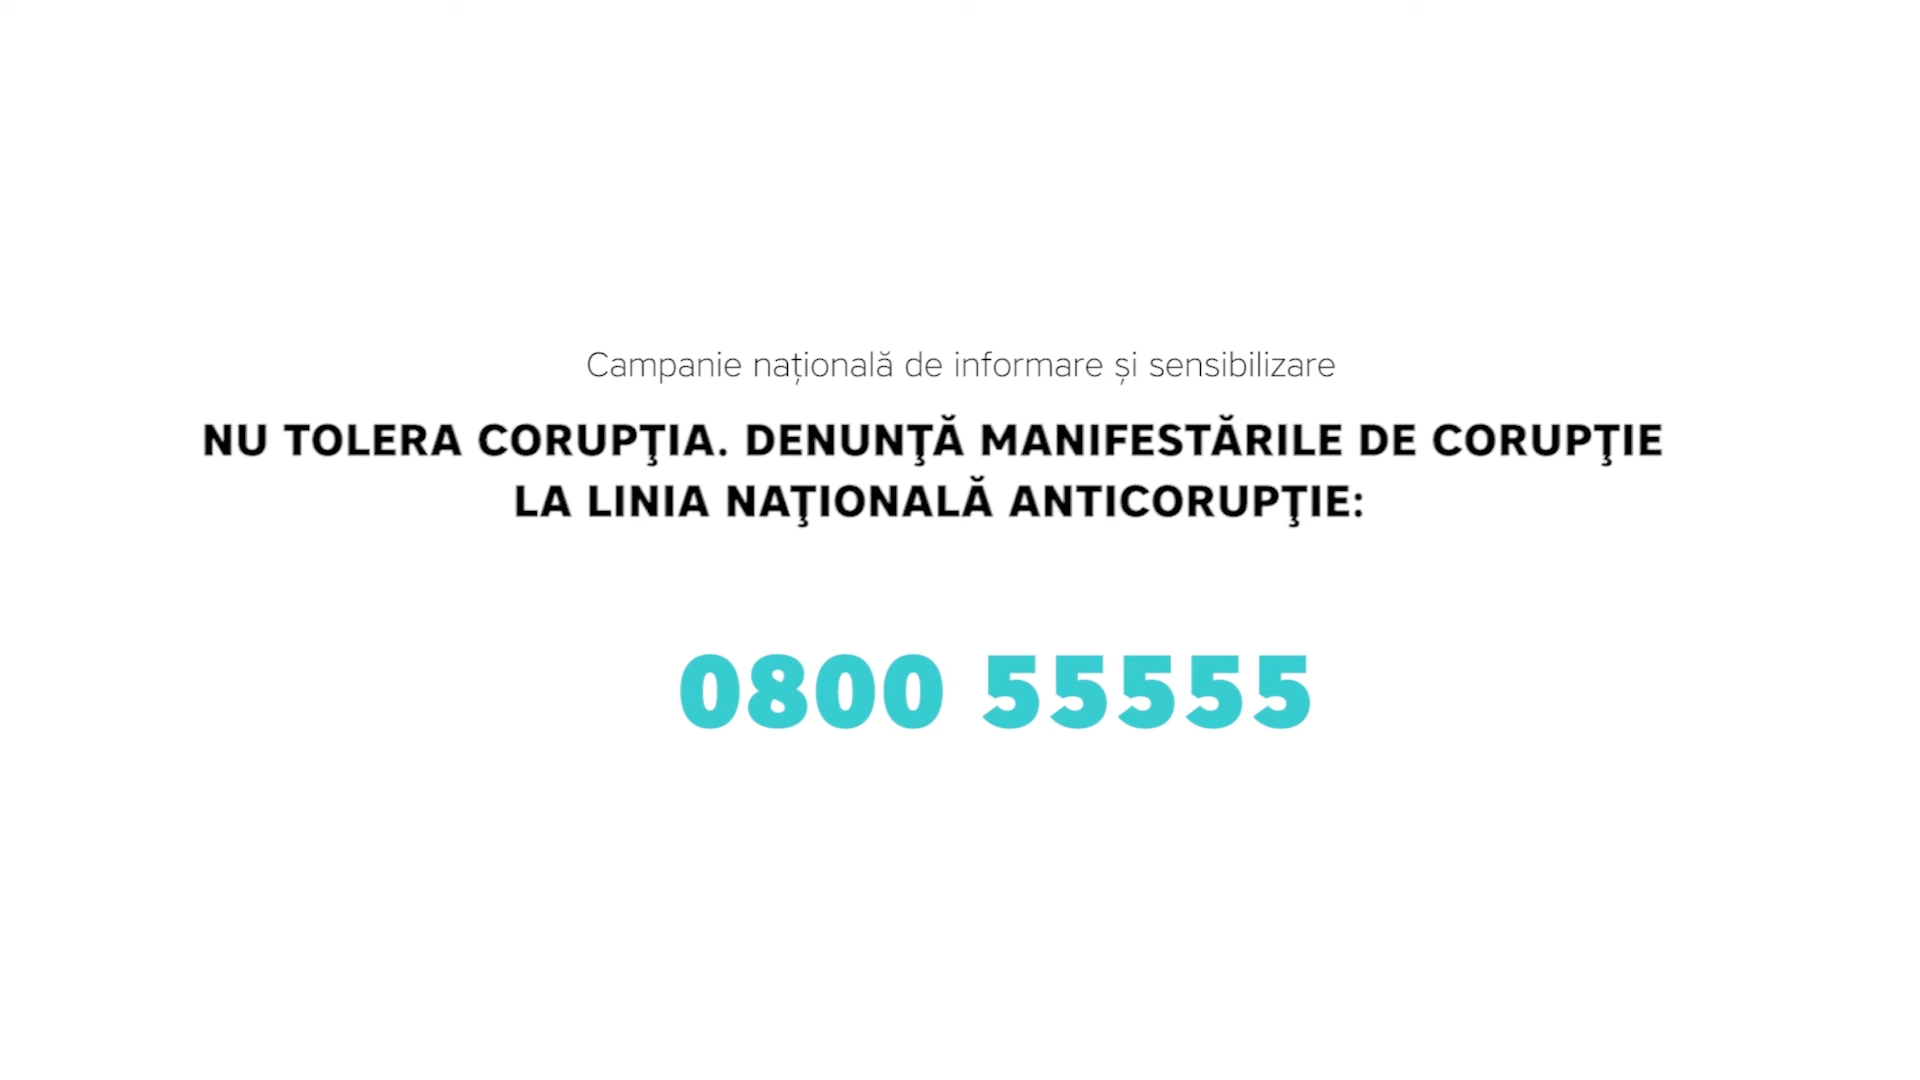 Campanie națională de informare și sensibilizare
NU TOLERA CORUPŢIA. DENUNŢĂ MANIFESTĂRILE DE CORUPŢIE
LA LINIA NAŢIONALĂ ANTICORUPŢIE:
0800 55555